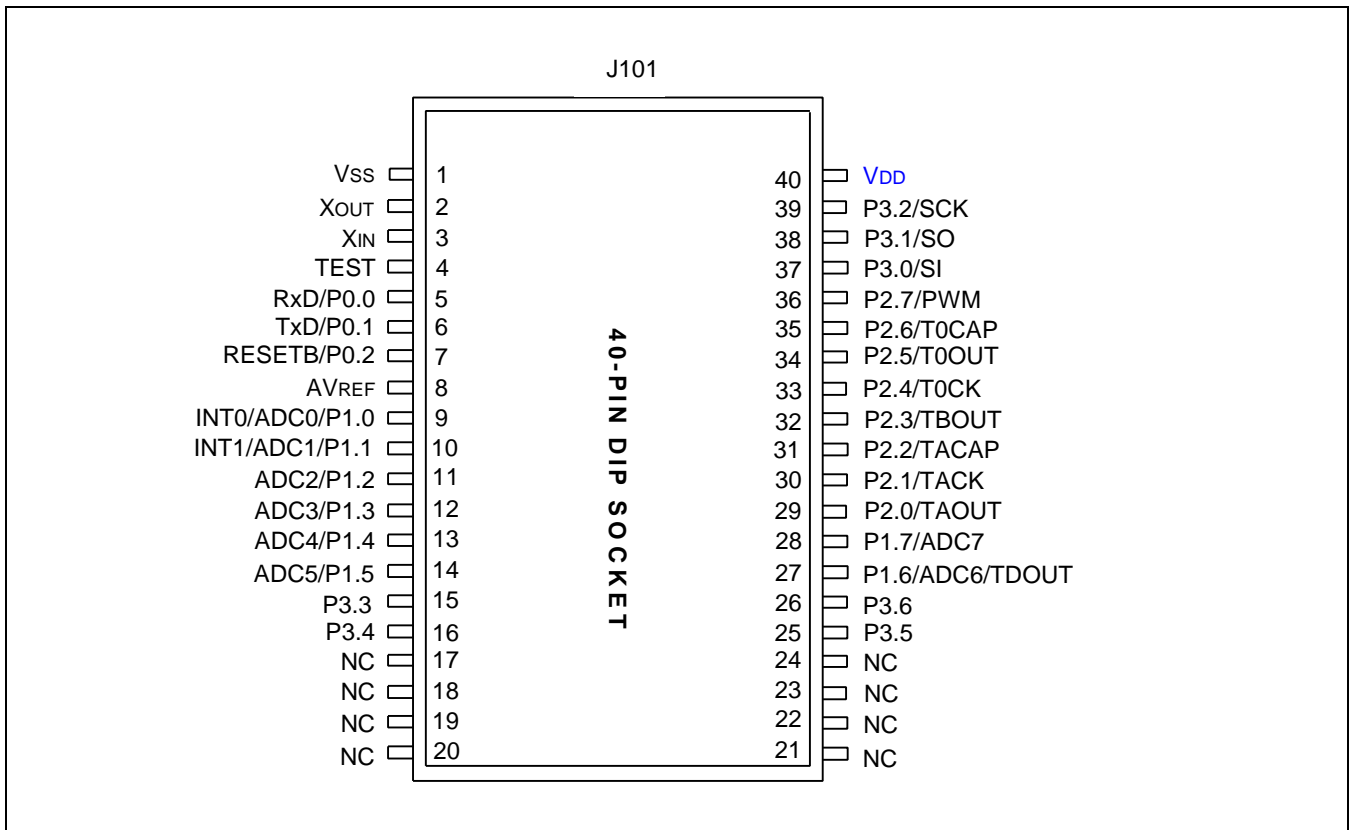 J101
VSS 1 40 VDD
XOUT 2 39 P3.2/SCK
XIN 3 38 P3.1/SO
TEST 4 37 P3.0/SI
RxD/P0.0 5 36 P2.7/PWM
TxD/P0.1 6 35 P2.6/T0CAP
RESETB/P0.2 7 34 P2.5/T0OUT
AVREF 8 33 P2.4/T0CK
INT0/ADC0/P1.0 9 32 P2.3/TBOUT
INT1/ADC1/P1.1 10 31 P2.2/TACAP
ADC2/P1.2 11 30 P2.1/TACK
ADC3/P1.3 12 29 P2.0/TAOUT
ADC4/P1.4 13 28 P1.7/ADC7
ADC5/P1.5 14 27 P1.6/ADC6/TDOUT
P3.3 15 26 P3.6
P3.4 16 25 P3.5
NC 17 24 NC
NC 18 23 NC
NC 19 22 NC
NC 20 21 NC
40-PIN DIP SOCKET